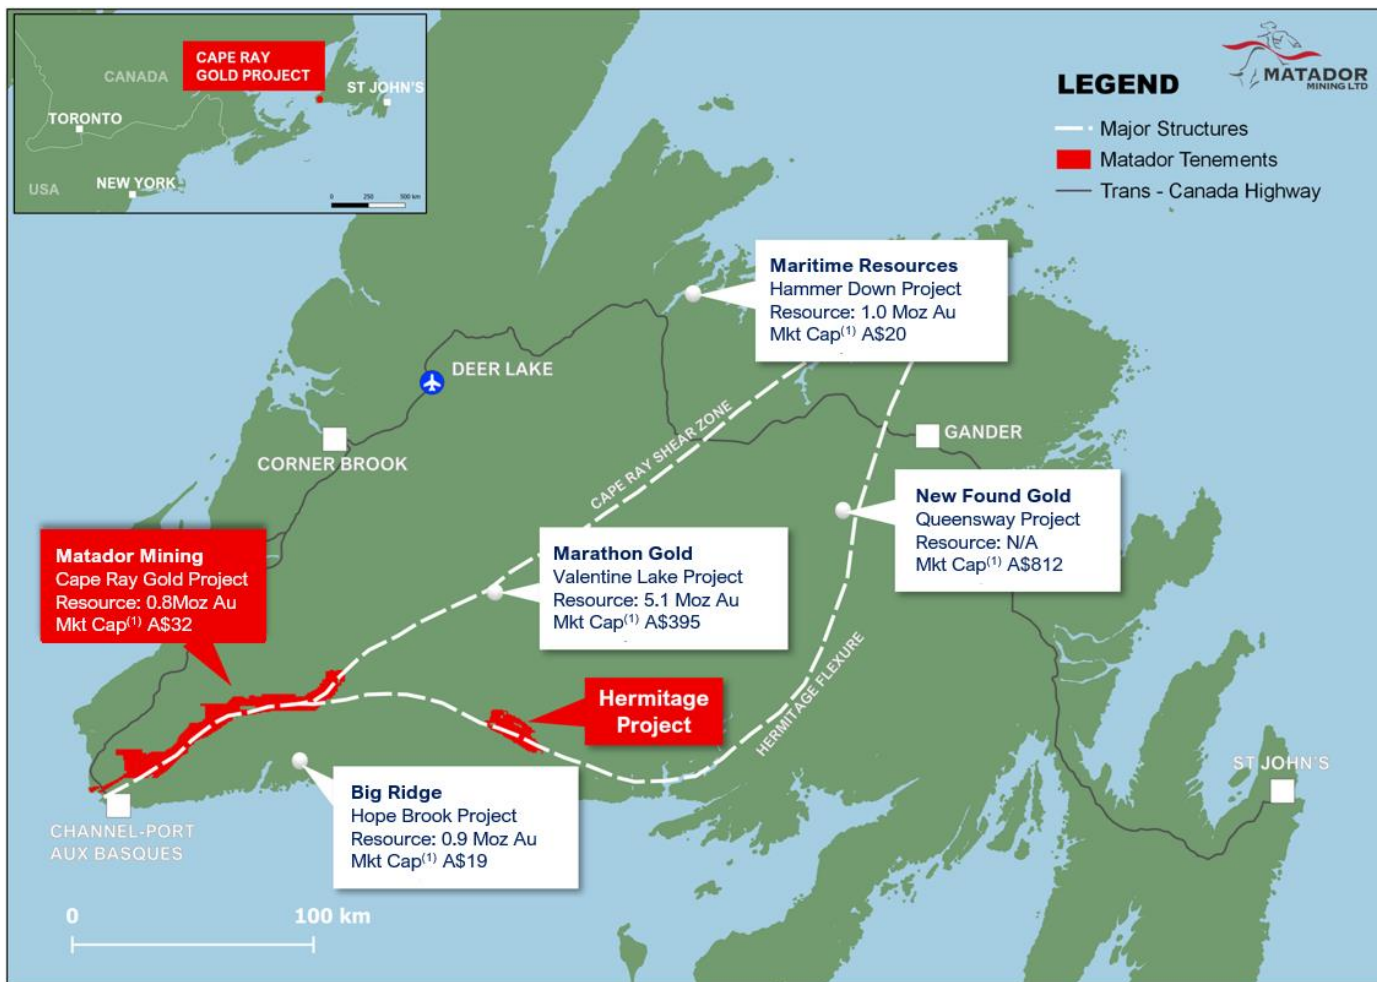 CAPE RAY
GOLD PROJECT
CANADA
ST JOHN'S
TORONTO
USA
NEW YORK
0 250 500 km
MATADOR
MINING LTD
LEGEND
Major Structures
Matador Tenements
Trans - Canada Highway
Maritime Resources
Hammer Down Project
Resource: 1.0 Moz Au
Mkt Cap(1) A$20
DEER LAKE
CORNER BROOK
CAPE RAY SHEAR ZONE
GANDER
New Found Gold
Queensway Project
Resource: N/A
Mkt Cap(1) A$812
Matador Mining
Cape Ray Gold Project
Resource: 0.8Moz Au
Mkt Cap(1) A$32
Marathon Gold
Valentine Lake Project
Resource: 5.1 Moz Au
Mkt Cap(1) A$395
HERMITAGE FLEXURE
Hermitage
Project
Big Ridge
Hope Brook Project
Resource: 0.9 Moz Au
Mkt Cap(1) A$19
ST JOHN'S
CHANNEL-PORT
AUX BASQUES
0 100 km